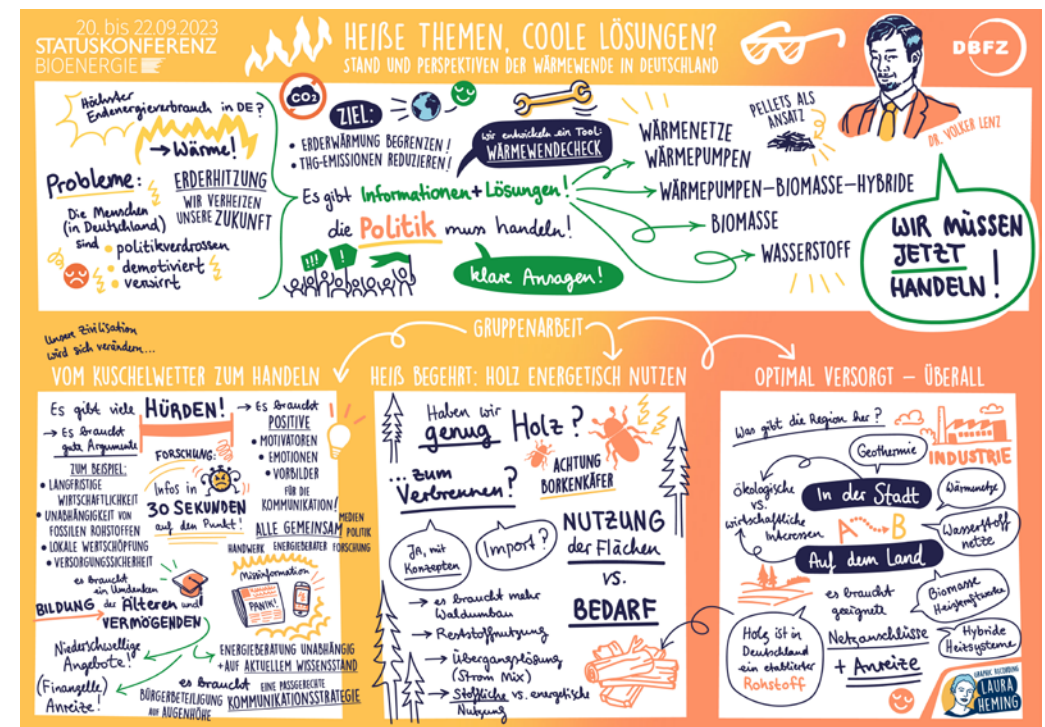 20. bis 22.09.2023
STATUSKONFERENZ
BIOENERGIE
HEIßE THEMEN, COOLE LÖSUNGEN?
STAND UND PERSPEKTIVEN DER WÄRMEWENDE IN DEUTSCHLAND
DBFZ
DR. VOLKER LENZ
Höchster
Endenergieverbrauch in DE?
→ Wärme!
Probleme:
Die Menschen
(in Deutschland)
sind
• politikverdrossen
• demotiviert
• verwirrt
ERDERHITZUNG
WIR VERHEIZEN
UNSERE ZUKUNFT
CO2
ZIEL:
• ERDERWÄRMUNG BEGRENZEN!
• THG-EMISSIONEN REDUZIEREN!
wir entwickeln ein Tool:
WÄRMEWENDECHECK
Es gibt Informationen + Lösungen!
die Politik muss handeln!
!!!
!
klare Ansagen!
WÄRMENETZE
WÄRMEPUMPEN
PELLETS ALS
ANSATZ
WÄRMEPUMPEN-BIOMASSE-HYBRIDE
BIOMASSE
WASSERSTOFF
WIR MÜSSEN
JETZT
HANDELN!
Unsere Zivilisation
wird sich verändern...
GRUPPENARBEIT
VOM KUSCHELWETTER ZUM HANDELN
Es gibt viele HÜRDEN!
→ Es braucht
gute Argumente
ZUM BEISPIEL:
• LANGFRISTIGE
WIRTSCHAFTLICHKEIT
• UNABHÄNGIGKEIT VON
FOSSILEN ROHSTOFFEN
• LOKALE WERTSCHÖPFUNG
• VERSORGUNGSSICHERHEIT
FORSCHUNG:
Infos in
30 SEKUNDEN
auf den Punkt!
→ Es braucht
POSITIVE
• MOTIVATOREN
• EMOTIONEN
• VORBILDER
FÜR DIE
KOMMUNIKATION!
ALLE GEMEINSAM
MEDIEN
POLITIK
HANDWERK ENERGIEBERATER FORSCHUNG
es braucht
ein Umdenken
BILDUNG der Älteren und
VERMÖGENDEN
Missinformation
PANIK!
Niederschwellige
Angebote!
(Finanzielle)
Anreize!
ENERGIEBERATUNG UNABHÄNGIG
+ AUF AKTUELLEM WISSENSSTAND
es braucht EINE PASSGERECHTE
BÜRGERBETEILIGUNG KOMMUNIKATIONSSTRATEGIE
AUF AUGENHÖHE
HEIß BEGEHRT: HOLZ ENERGETISCH NUTZEN
Haben wir
genug Holz?
... zum
Verbrennen?
ACHTUNG
BORKENKÄFER
JA, mit
Konzepten
Import?
NUTZUNG
der Flächen
VS.
BEDARF
→ es braucht mehr
Waldumbau
→ Reststoffnutzung
→ Übergangslösung
(Strom Mix)
→ Stoffliche vs. energetische
Nutzung
OPTIMAL VERSORGT – ÜBERALL
Was gibt die Region her?
INDUSTRIE
Geothermie
ökologische
vs.
wirtschaftliche
Interessen
In der Stadt
A B
Auf dem Land
Wärmenetze
Wasserstoff
netze
Biomasse
Heizkraftwerke
Hybride
Heizsysteme
Holz ist in
Deutschland
ein etablierter
Rohstoff
es braucht
geeignete
Netzanschlüsse
+ Anreize
GRAPHIC RECORDING
LAURA
HEMING